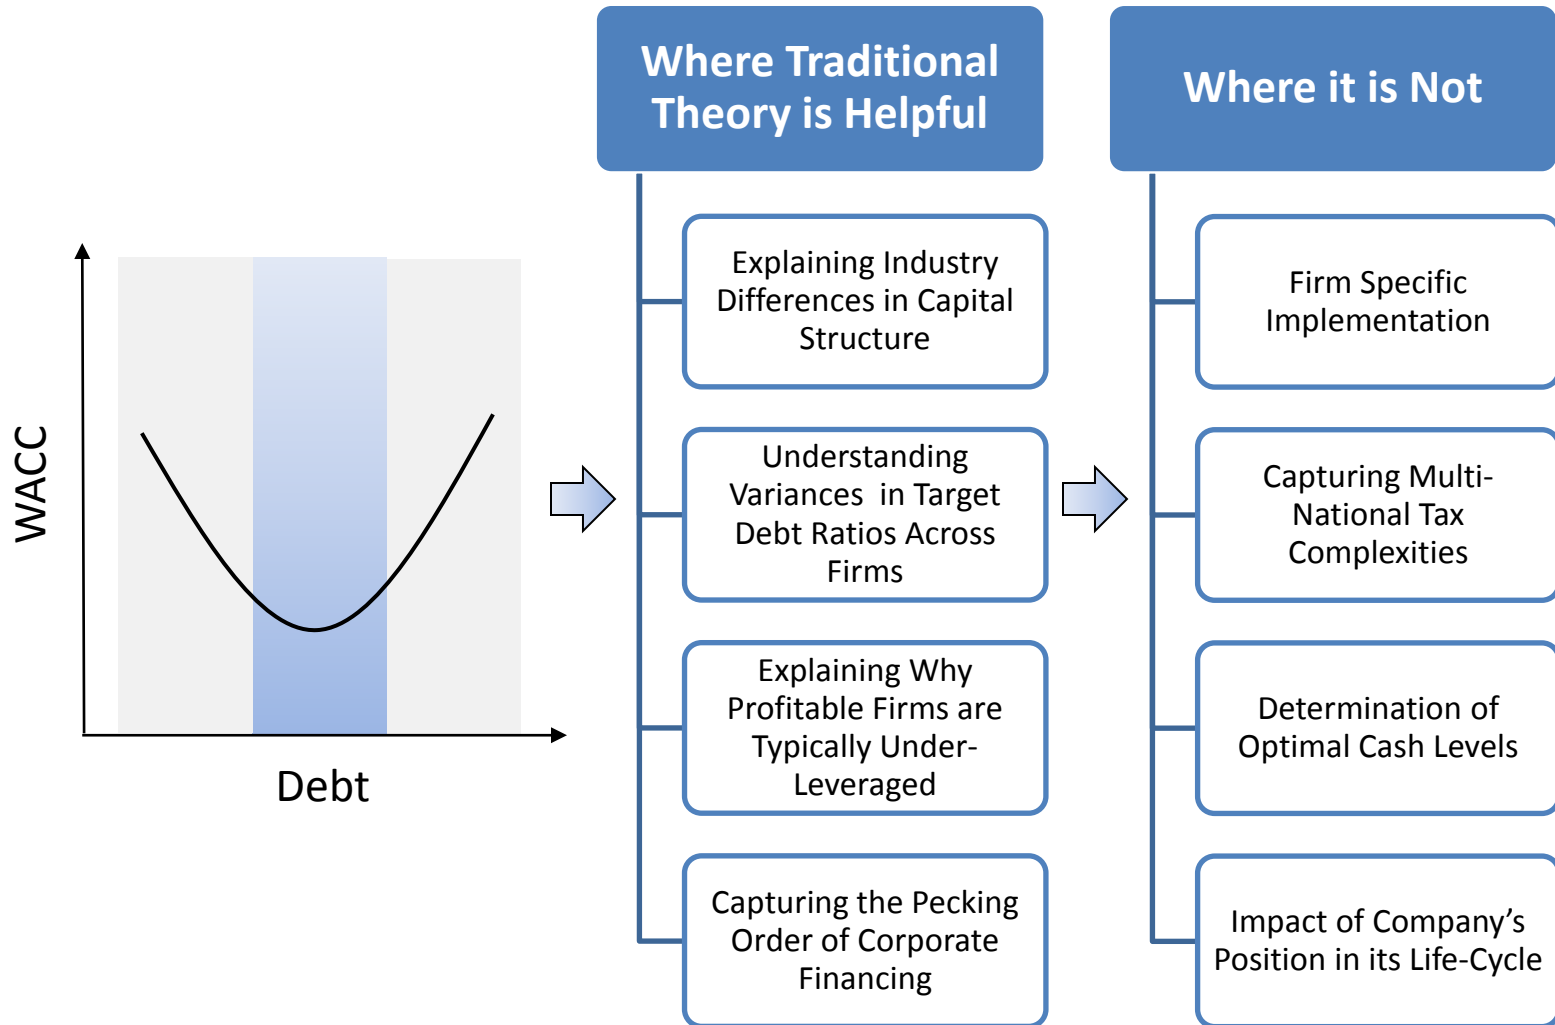 WACC
Debt
Where Traditional
Theory is Helpful
Explaining Industry
Differences in Capital
Structure
Understanding
Variances  in Target
Debt Ratios Across
Firms
Explaining Why
Profitable Firms are
Typically Under-
Leveraged
Capturing the Pecking
Order of Corporate
Financing
Where it is Not
Firm Specific
Implementation
Capturing Multi-
National Tax
Complexities
Determination of
Optimal Cash Levels
Impact of Company’s
Position in its Life-Cycle